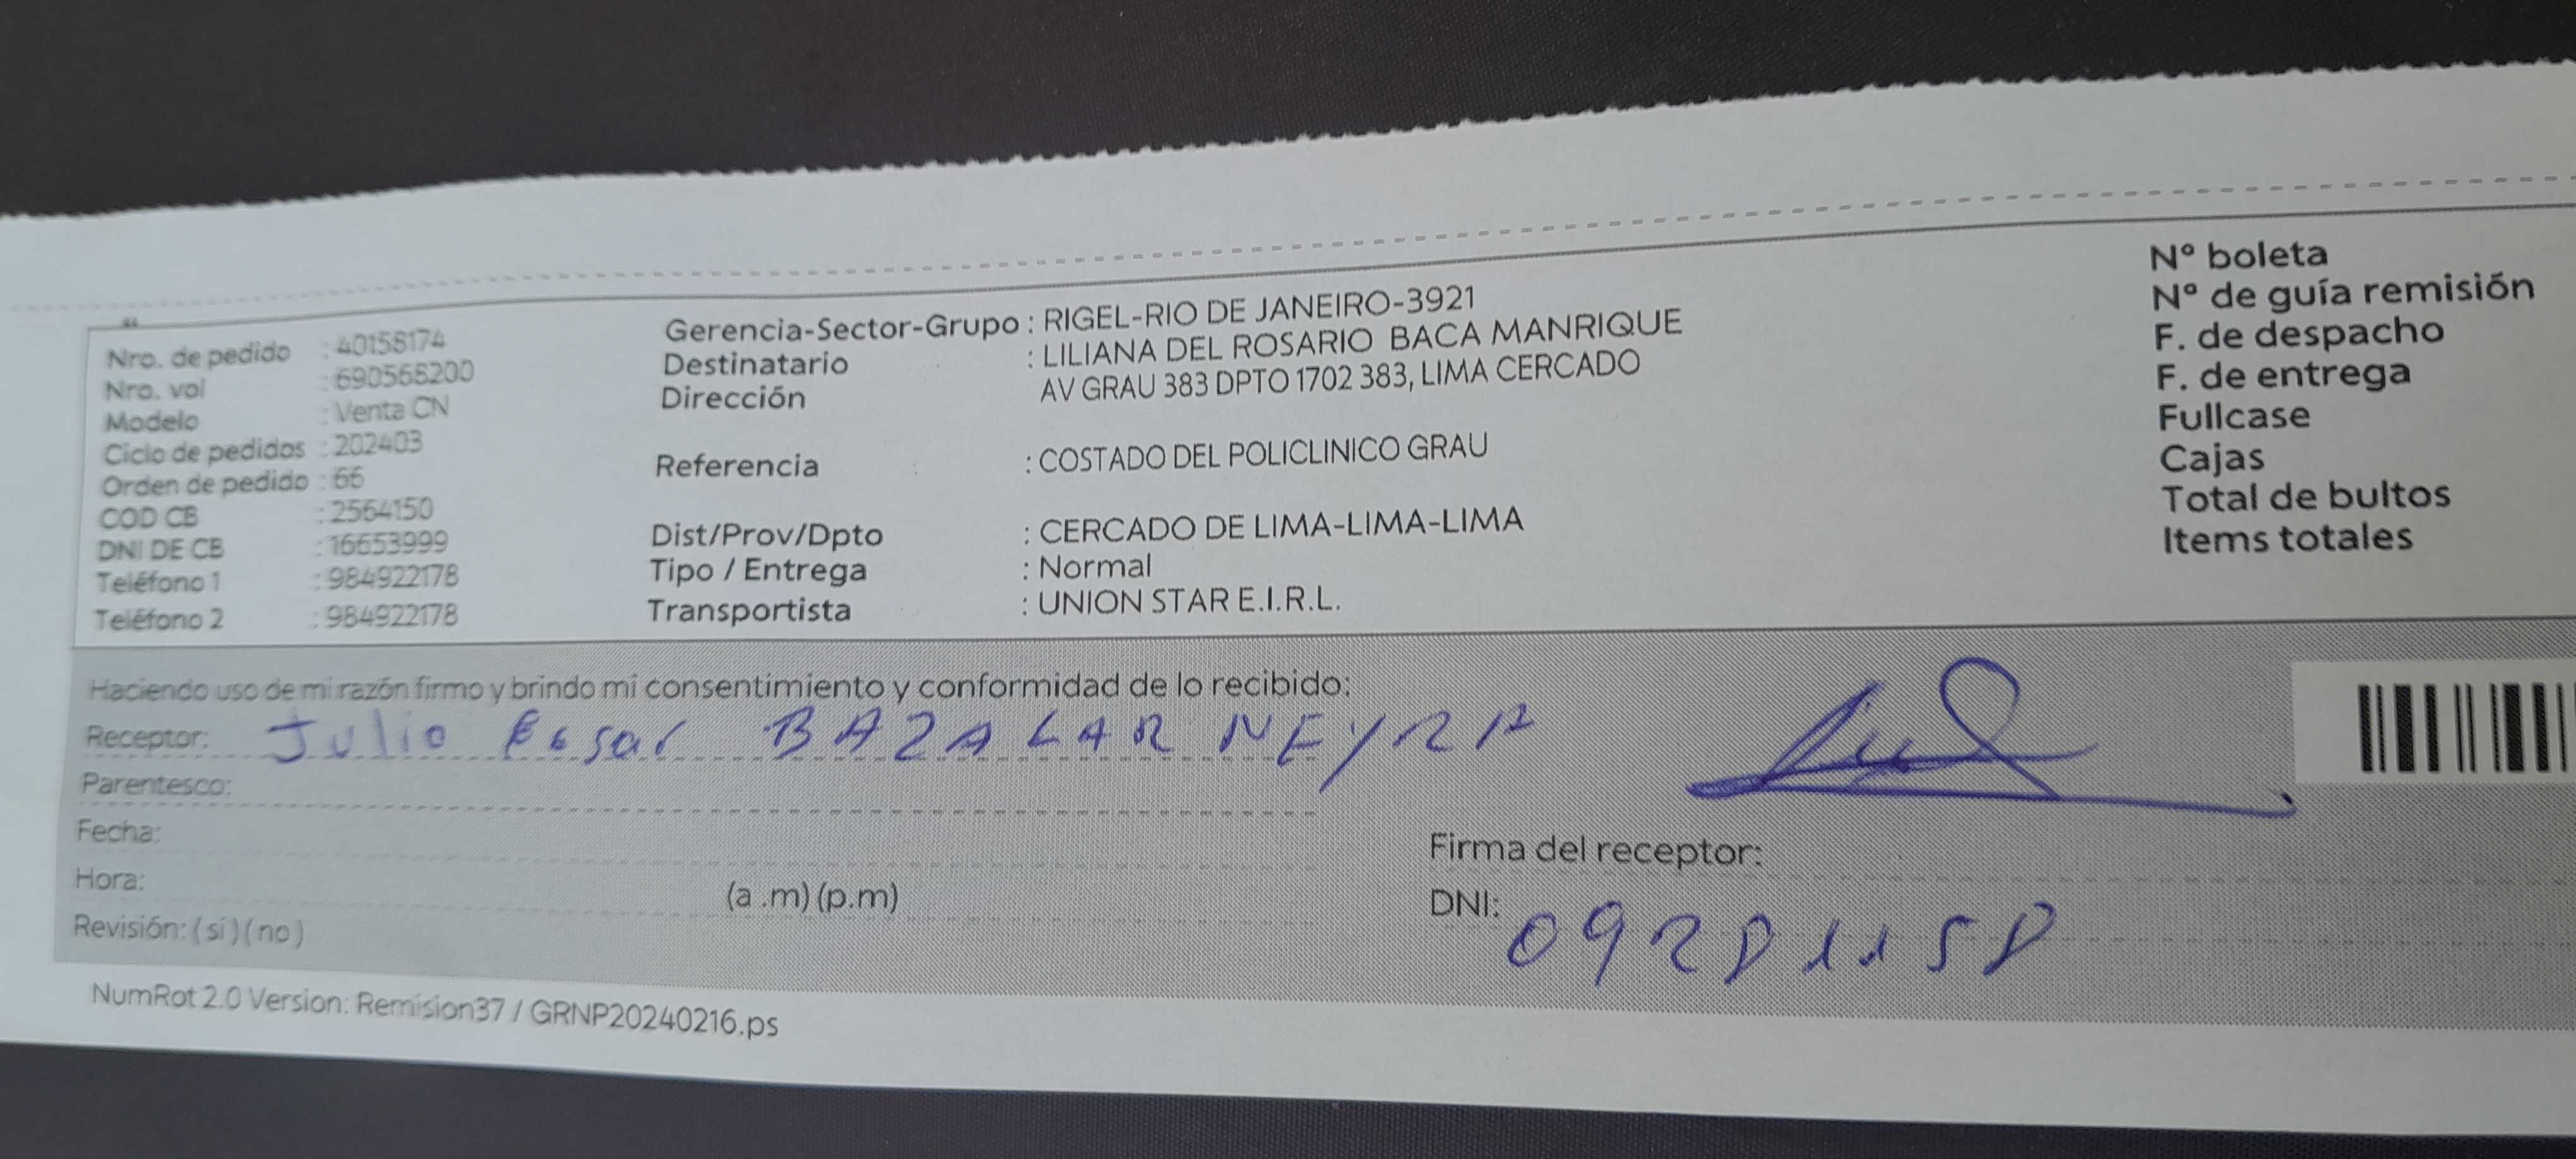 Nro. de pedido : 40158174
Nro. vol : 690568200
Modelo : Venta CN
Ciclo de pedidos : 202403
Orden de pedido : 66
COD CB : 2564150
DNI DE CB : 16653999
Teléfono 1 : 984922178
Teléfono 2 : 984922178
Gerencia-Sector-Grupo : RIGEL-RIO DE JANEIRO-3921
Destinatario : LILIANA DEL ROSARIO BACA MANRIQUE
Dirección AV GRAU 383 DPTO 1702 383, LIMA CERCADO
Referencia : COSTADO DEL POLICLINICO GRAU
Dist/Prov/Dpto : CERCADO DE LIMA-LIMA-LIMA
Tipo / Entrega : Normal
Transportista : UNION STAR E.I.R.L.
Nº boleta
Nº de guía remisión
F. de despacho
F. de entrega
Fullcase
Cajas
Total de bultos
Items totales
Haciendo uso de mi razón firmo y brindo mi consentimiento y conformidad de lo recibido:
Receptor: Julio Cesar BAZALAR NEYRA
Parentesco:
Fecha:
Hora: (a .m) (p.m)
Revisión: ( si ) ( no )
Firma del receptor:
DNI: 09281158
NumRot 2.0 Version: Remision37 / GRNP20240216.ps